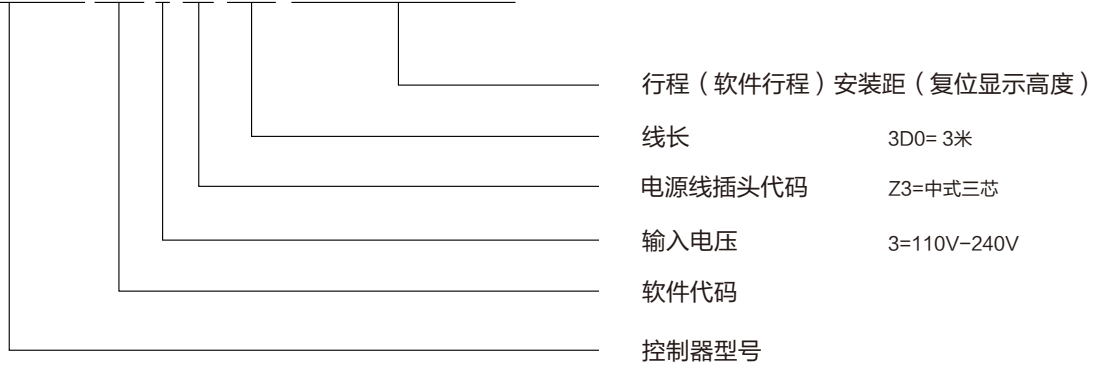 行程（软件行程）安装距（复位显示高度）
线长 3D0= 3米
电源线插头代码 Z3=中式三芯
输入电压 3=110V-240V
软件代码
控制器型号